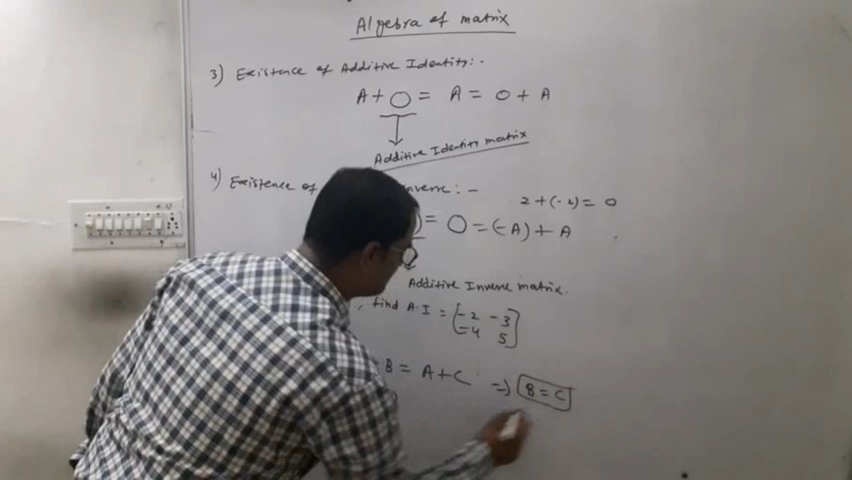 Algebra of matrix
3) Existence of Additive Identity:-
A + O = A = O + A
Additive Identity matrix
4) Existence of Inverse:-
2 + (-2) = 0
) = O = (-A) + A
Additive Inverse matrix.
, find A.I = [-2 -3
-4 5]
B = A + C => B = C